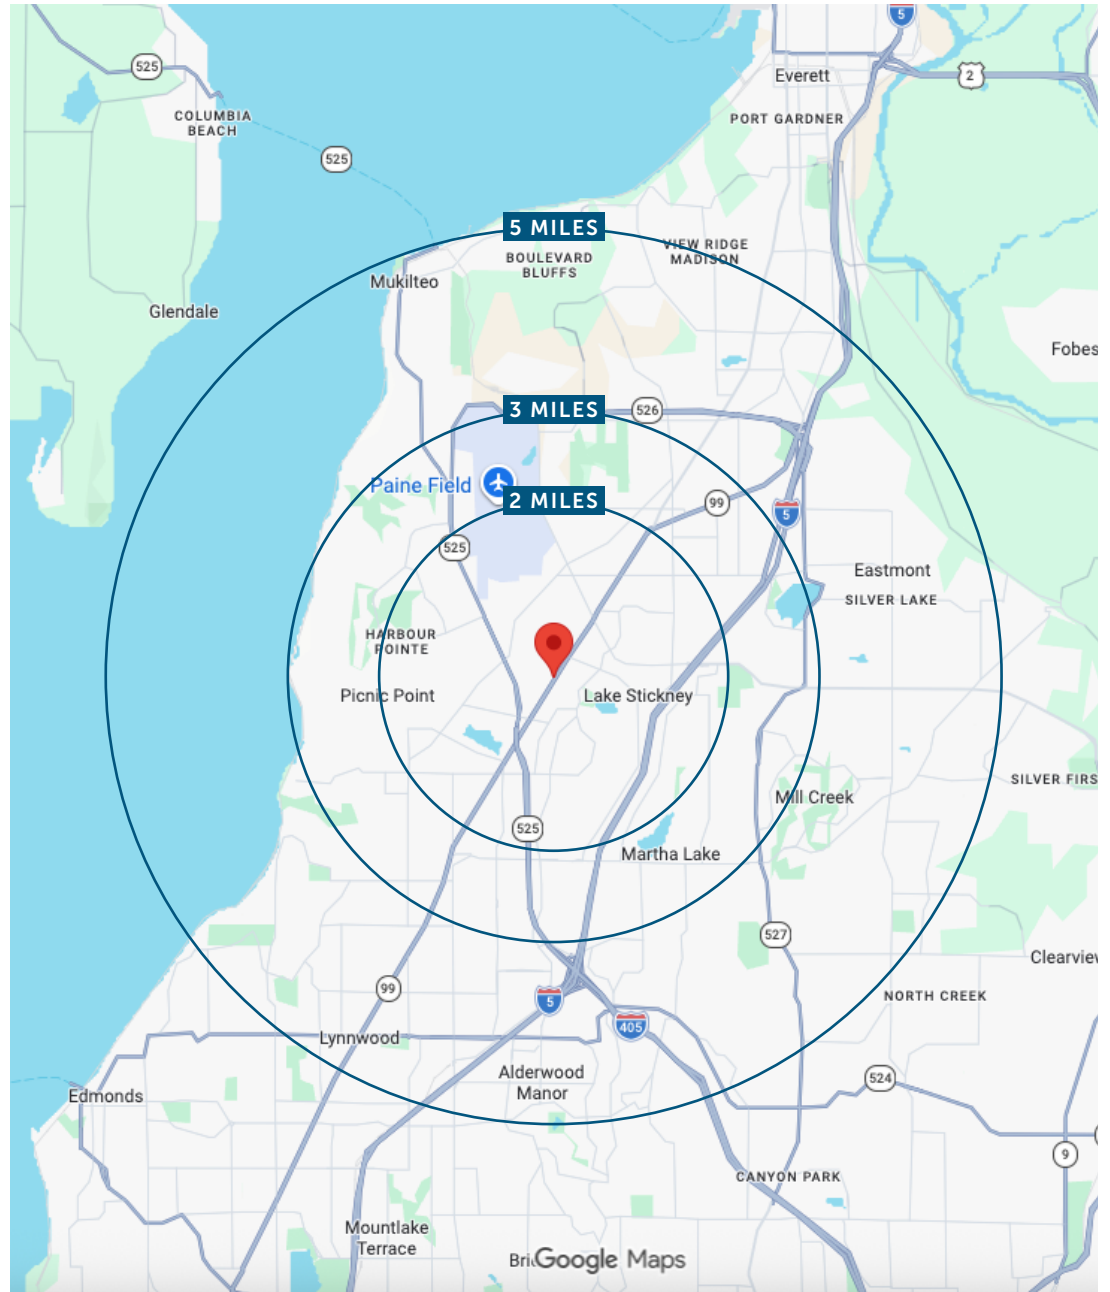 5
525
2
Everett
COLUMBIA
BEACH
PORT GARDNER
525
5 MILES
VIEW RIDGE
MADISON
BOULEVARD
BLUFFS
Mukilteo
Glendale
Fobes
3 MILES
526
Paine Field
2 MILES
99
5
525
Eastmont
SILVER LAKE
HARBOUR
POINTE
Picnic Point
Lake Stickney
SILVER FIRS
Mill Creek
525
Martha Lake
527
Clearview
99
5
NORTH CREEK
405
Lynnwood
Alderwood
Manor
524
Edmonds
9
CANYON PARK
Mountlake
Terrace
Bri
Google Maps